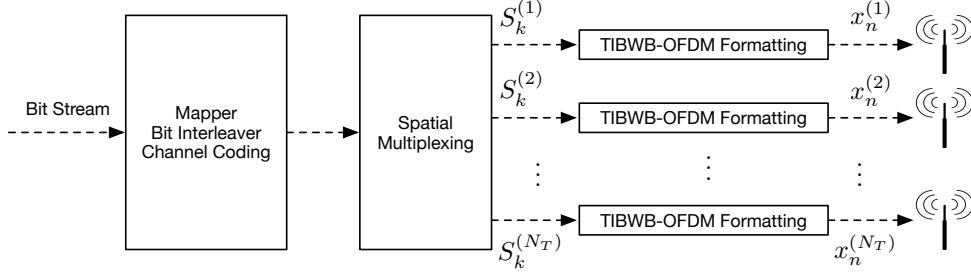 Bit Stream
Mapper
Bit Interleaver
Channel Coding
Spatial
Multiplexing
S_k^{(1)}
TIBWB-OFDM Formatting
x_n^{(1)}
S_k^{(2)}
TIBWB-OFDM Formatting
x_n^{(2)}
⋮ ⋮ ⋮
TIBWB-OFDM Formatting
S_k^{(N_T)}
x_n^{(N_T)}